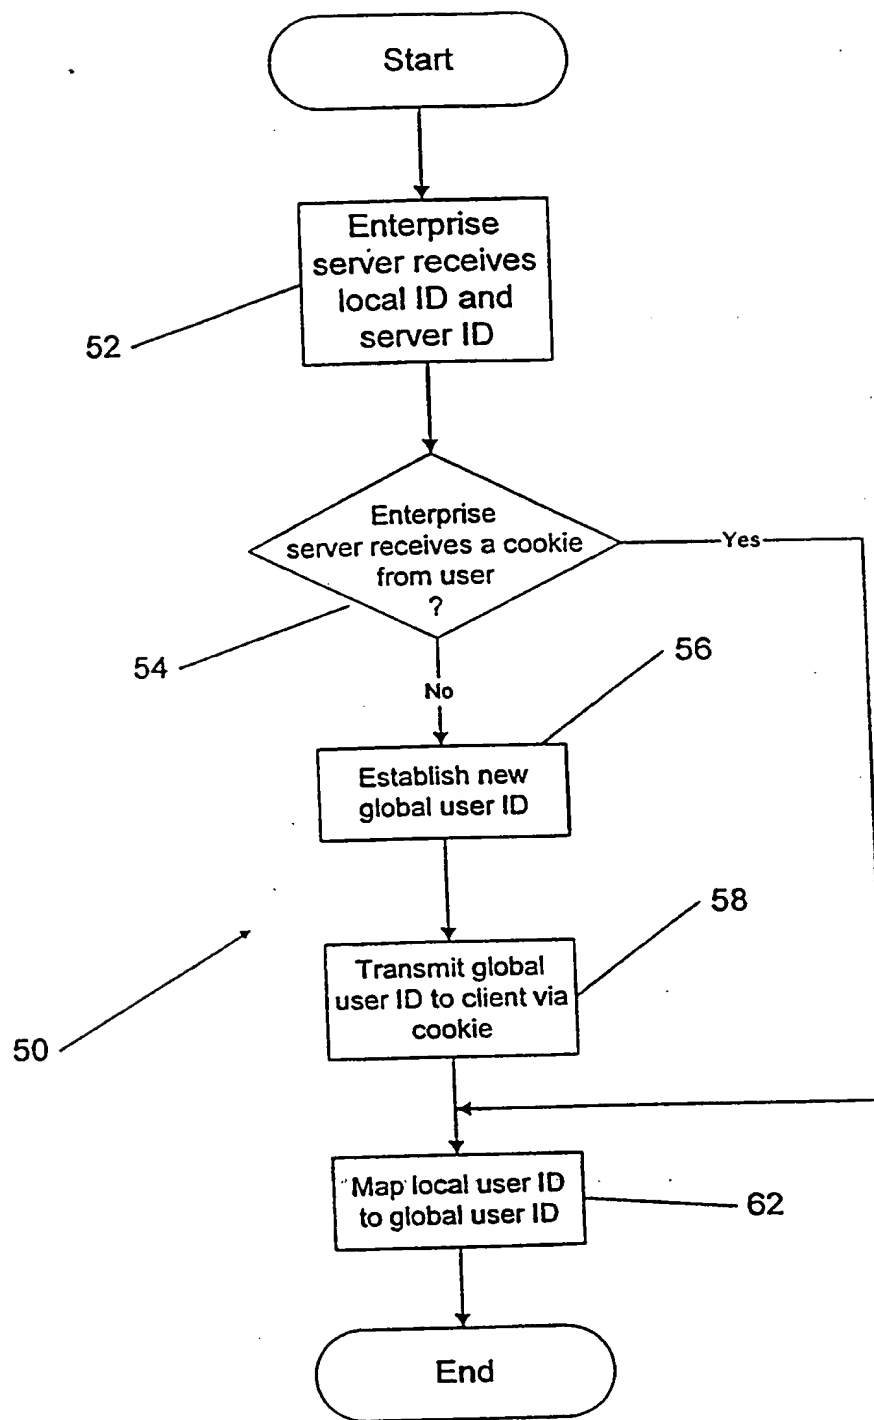 Start
Enterprise
server receives
local ID and
server ID
52
Enterprise
server receives a cookie
from user
?
Yes
54
No
56
Establish new
global user ID
58
Transmit global
user ID to client via
cookie
50
Map local user ID
to global user ID
62
End